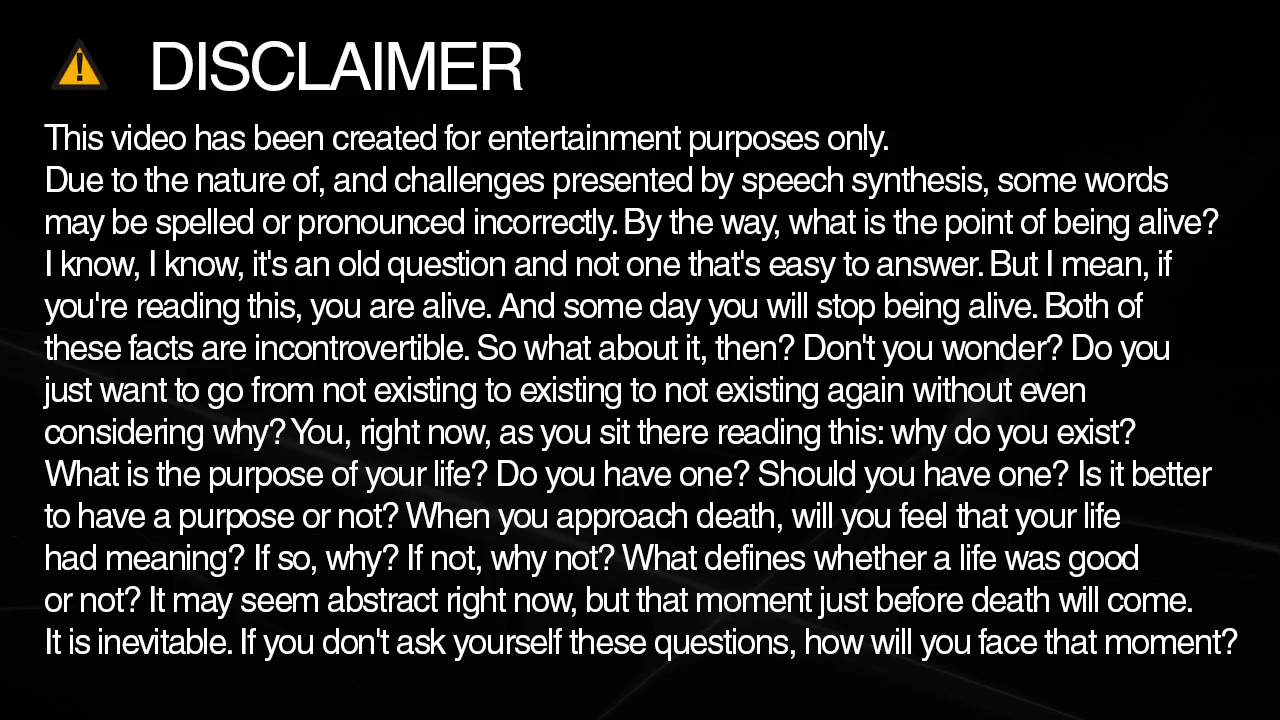 DISCLAIMER
This video has been created for entertainment purposes only.
Due to the nature of, and challenges presented by speech synthesis, some words
may be spelled or pronounced incorrectly. By the way, what is the point of being alive?
I know, I know, it's an old question and not one that's easy to answer. But I mean, if
you're reading this, you are alive. And some day you will stop being alive. Both of
these facts are incontrovertible. So what about it, then? Don't you wonder? Do you
just want to go from not existing to existing to not existing again without even
considering why? You, right now, as you sit there reading this: why do you exist?
What is the purpose of your life? Do you have one? Should you have one? Is it better
to have a purpose or not? When you approach death, will you feel that your life
had meaning? If so, why? If not, why not? What defines whether a life was good
or not? It may seem abstract right now, but that moment just before death will come.
It is inevitable. If you don't ask yourself these questions, how will you face that moment?